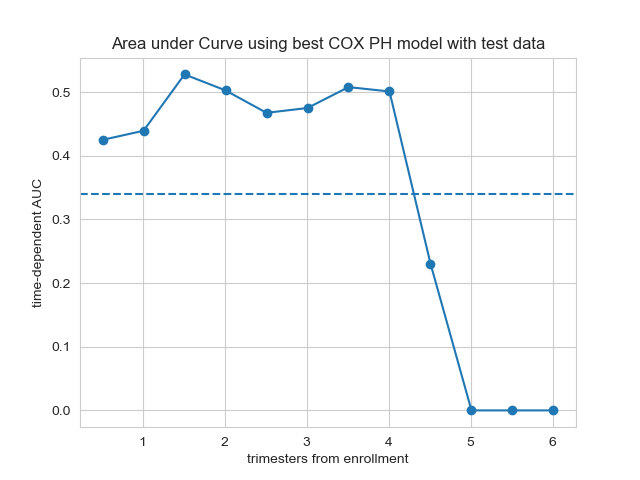 Area under Curve using best COX PH model with test data
time-dependent AUC
0.5
0.4
0.3
0.2
0.1
0.0
1 2 3 4 5 6
trimesters from enrollment